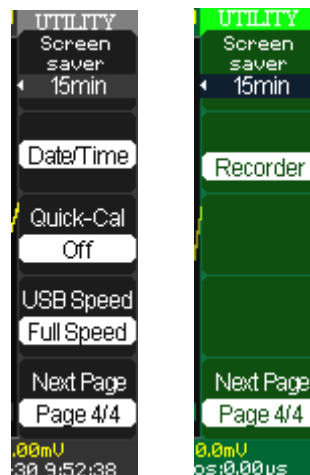 UTILITY
Screen
saver
15min
Date/Time
Quick-Cal
Off
USB Speed
Full Speed
Next Page
Page 4/4
.00mV
30 9:52:38
UTILITY
Screen
saver
15min
Recorder
Next Page
Page 4/4
0.0mV
os:0.00µs